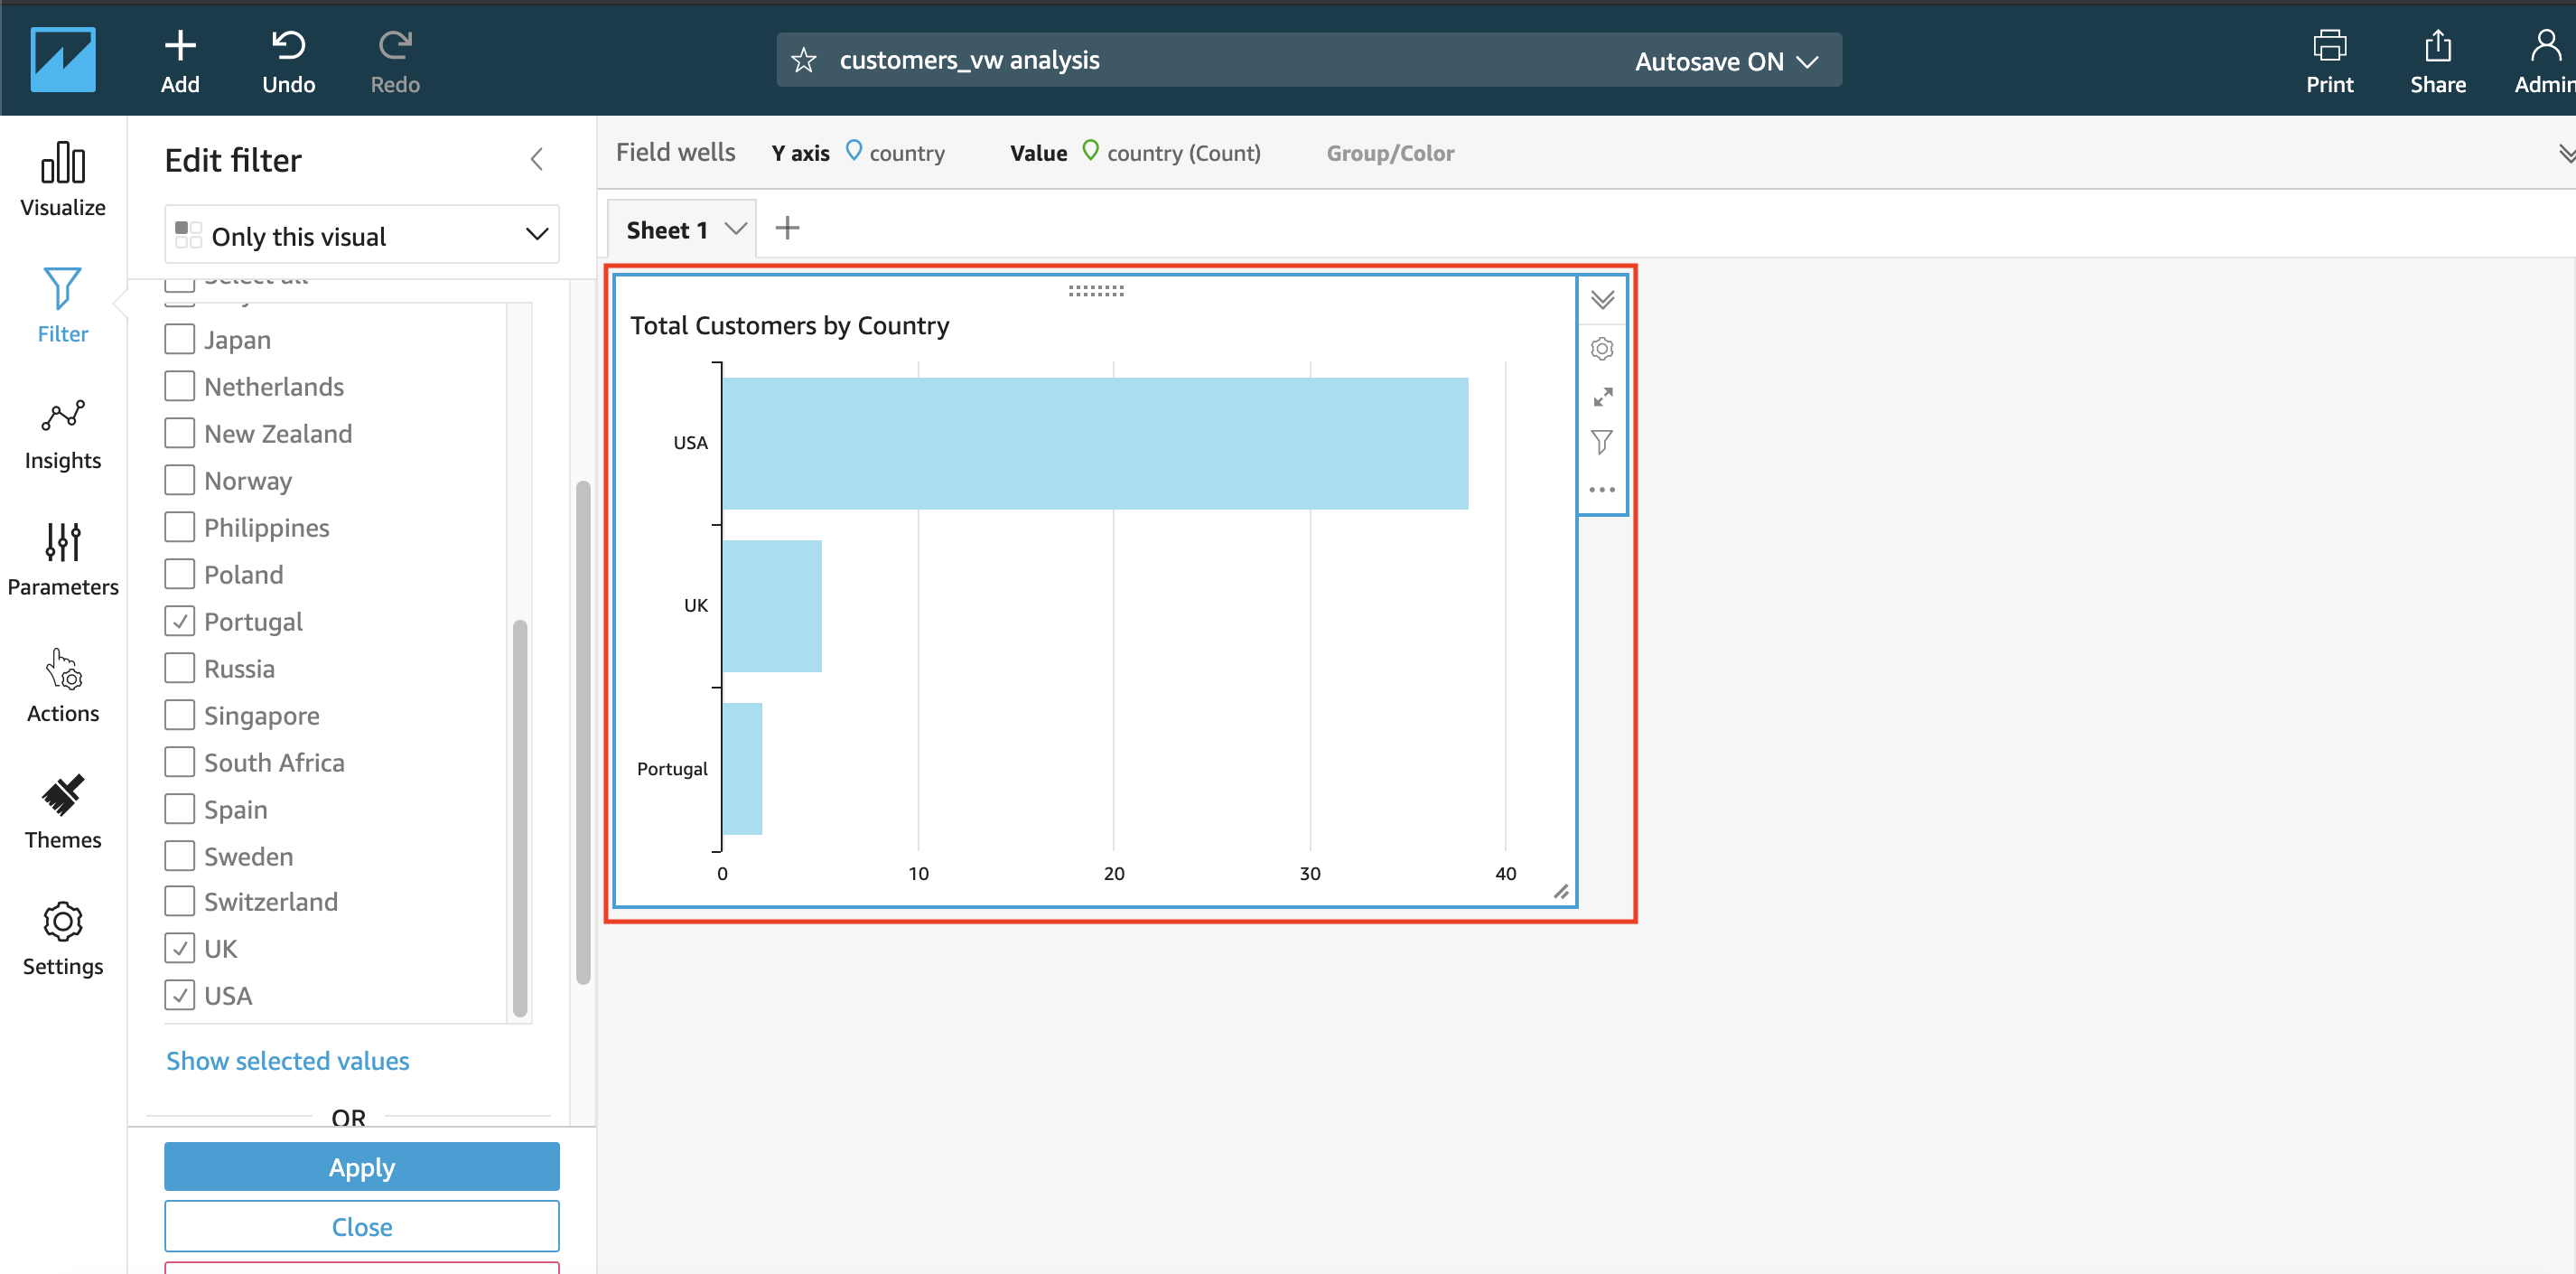 Add
Undo
Redo
customers_vw analysis
Autosave ON
Print
Share
Admin
Visualize
Filter
Insights
Parameters
Actions
Themes
Settings
Edit filter
Only this visual
Select all
Japan
Netherlands
New Zealand
Norway
Philippines
Poland
Portugal
Russia
Singapore
South Africa
Spain
Sweden
Switzerland
UK
USA
Show selected values
OR
Apply
Close
Field wells
Y axis country
Value country (Count)
Group/Color
Sheet 1
Total Customers by Country
USA
UK
Portugal
0 10 20 30 40